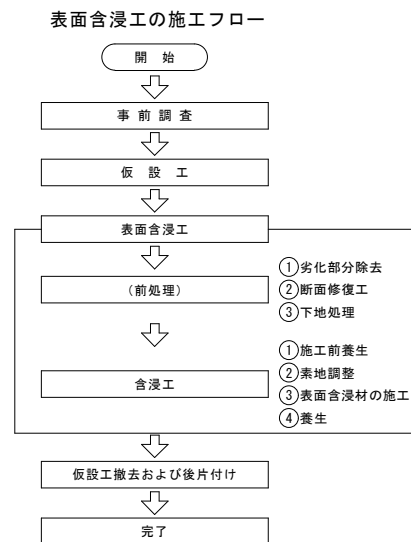 表面含浸工の施工フロー
開 始
事 前 調 査
仮 設 工
表面含浸工
(前処理)
①劣化部分除去
②断面修復工
③下地処理
含浸工
①施工前養生
②素地調整
③表面含浸材の施工
④養生
仮設工撤去および後片付け
完了